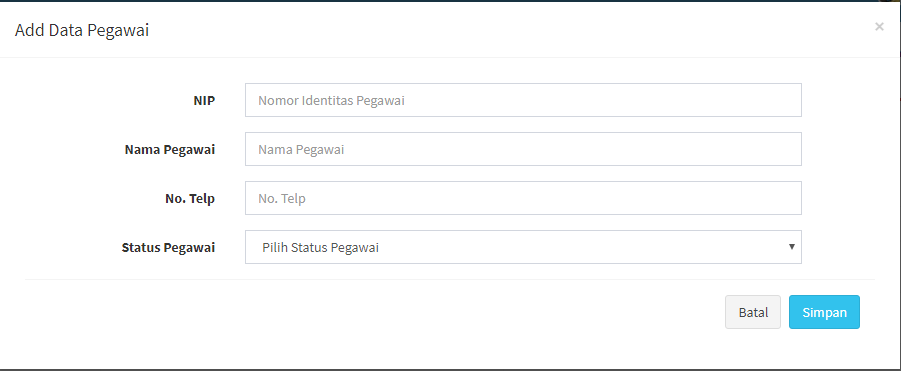 Add Data Pegawai ×
NIP Nomor Identitas Pegawai
Nama Pegawai Nama Pegawai
No. Telp No. Telp
Status Pegawai Pilih Status Pegawai
Batal Simpan